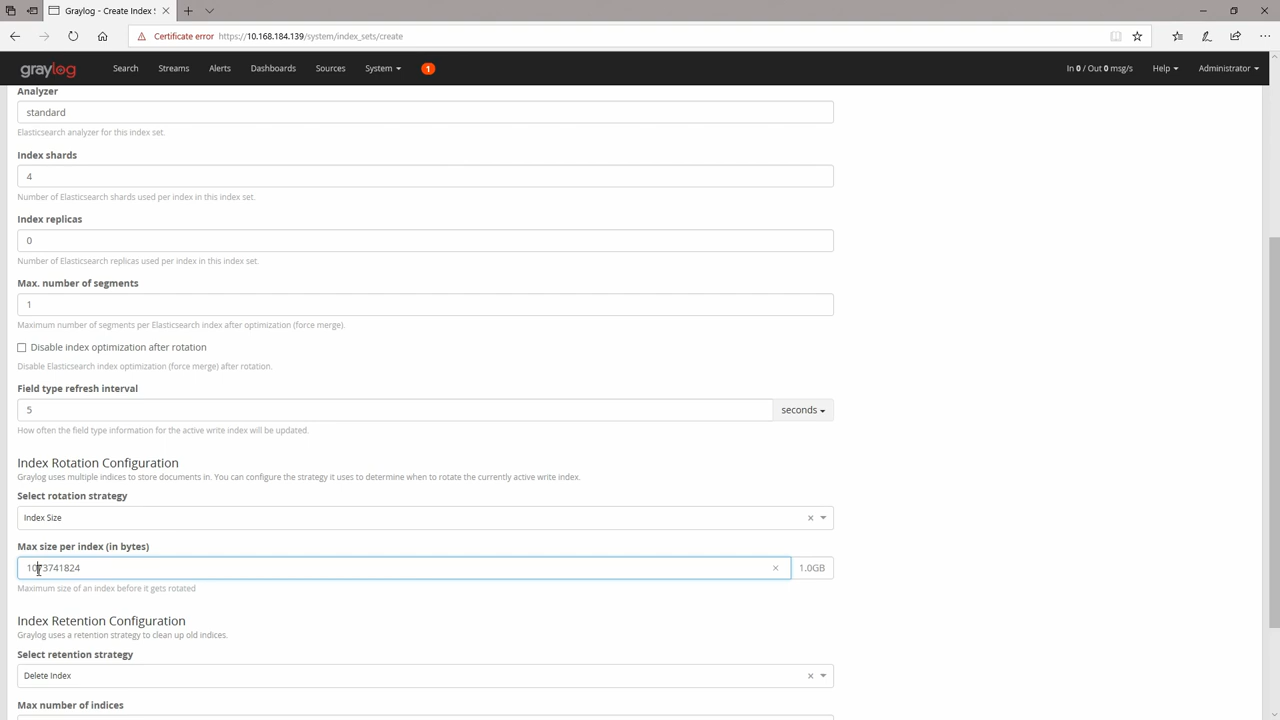 Graylog - Create Index S
Certificate error https://10.168.184.139/system/index_sets/create
graylog Search Streams Alerts Dashboards Sources System 1 In 0 / Out 0 msg/s Help Administrator
Analyzer
standard
Elasticsearch analyzer for this index set.
Index shards
4
Number of Elasticsearch shards used per index in this index set.
Index replicas
0
Number of Elasticsearch replicas used per index in this index set.
Max. number of segments
1
Maximum number of segments per Elasticsearch index after optimization (force merge).
Disable index optimization after rotation
Disable Elasticsearch index optimization (force merge) after rotation.
Field type refresh interval
5 seconds
How often the field type information for the active write index will be updated.
Index Rotation Configuration
Graylog uses multiple indices to store documents in. You can configure the strategy it uses to determine when to rotate the currently active write index.
Select rotation strategy
Index Size
Max size per index (in bytes)
1073741824 1.0GB
Maximum size of an index before it gets rotated
Index Retention Configuration
Graylog uses a retention strategy to clean up old indices.
Select retention strategy
Delete Index
Max number of indices